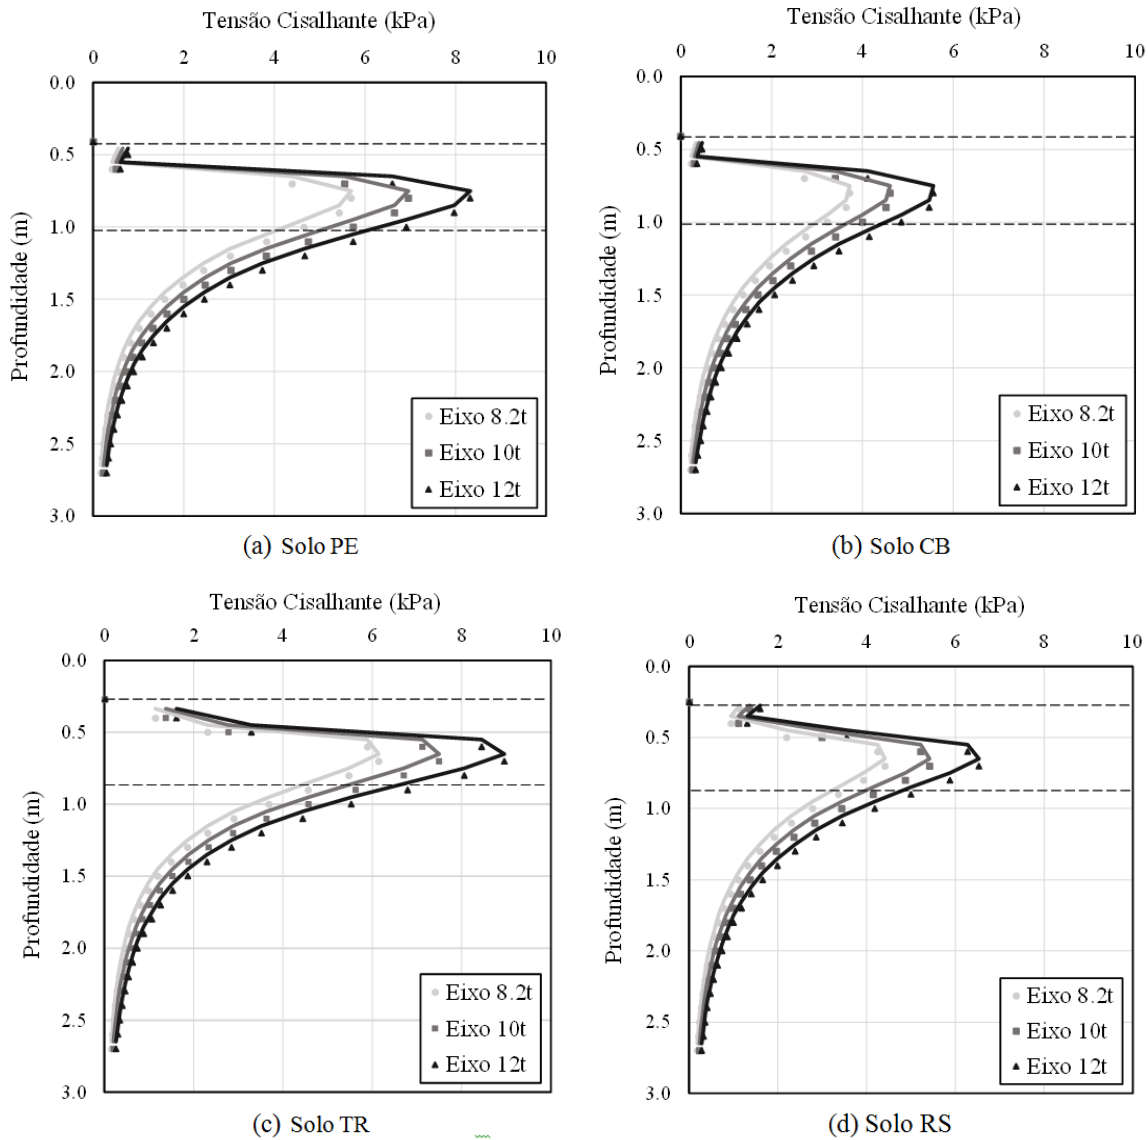 Tensão Cisalhante (kPa)
0 2 4 6 8 10
0.0
0.5
1.0
1.5
2.0
2.5
3.0
Profundidade (m)
Eixo 8.2t
Eixo 10t
Eixo 12t
(a) Solo PE
Tensão Cisalhante (kPa)
0 2 4 6 8 10
0.0
0.5
1.0
1.5
2.0
2.5
3.0
Profundidade (m)
Eixo 8.2t
Eixo 10t
Eixo 12t
(b) Solo CB
Tensão Cisalhante (kPa)
0 2 4 6 8 10
0.0
0.5
1.0
1.5
2.0
2.5
3.0
Profundidade (m)
Eixo 8.2t
Eixo 10t
Eixo 12t
(c) Solo TR
Tensão Cisalhante (kPa)
0 2 4 6 8 10
0.0
0.5
1.0
1.5
2.0
2.5
3.0
Profundidade (m)
Eixo 8.2t
Eixo 10t
Eixo 12t
(d) Solo RS